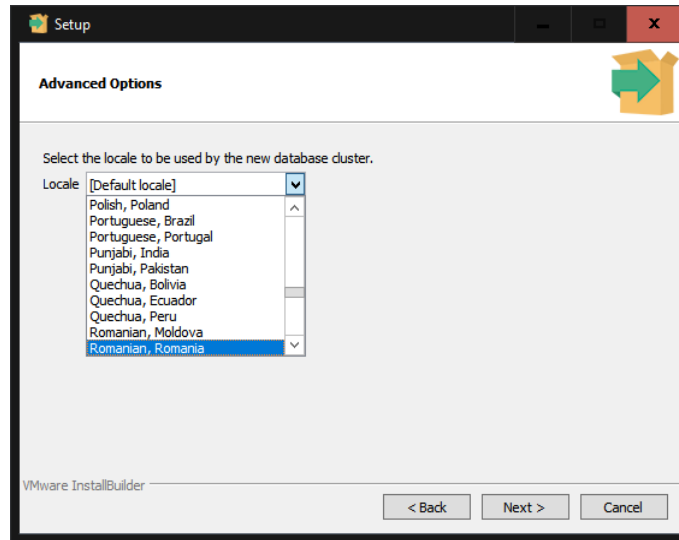 Setup
Advanced Options
Select the locale to be used by the new database cluster.
Locale [Default locale]
Polish, Poland
Portuguese, Brazil
Portuguese, Portugal
Punjabi, India
Punjabi, Pakistan
Quechua, Bolivia
Quechua, Ecuador
Quechua, Peru
Romanian, Moldova
Romanian, Romania
VMware InstallBuilder
< Back Next > Cancel